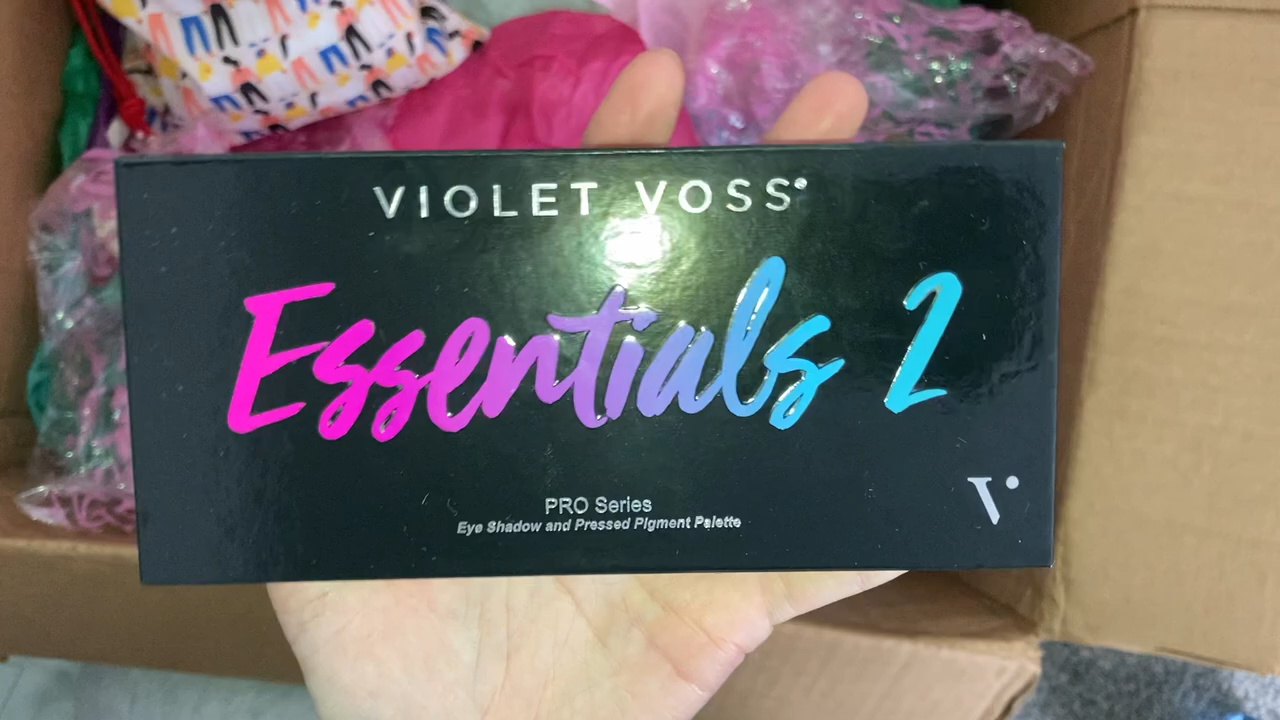 VIOLET VOSS
Essentials 2
PRO Series
Eye Shadow and Pressed Pigment Palette
V